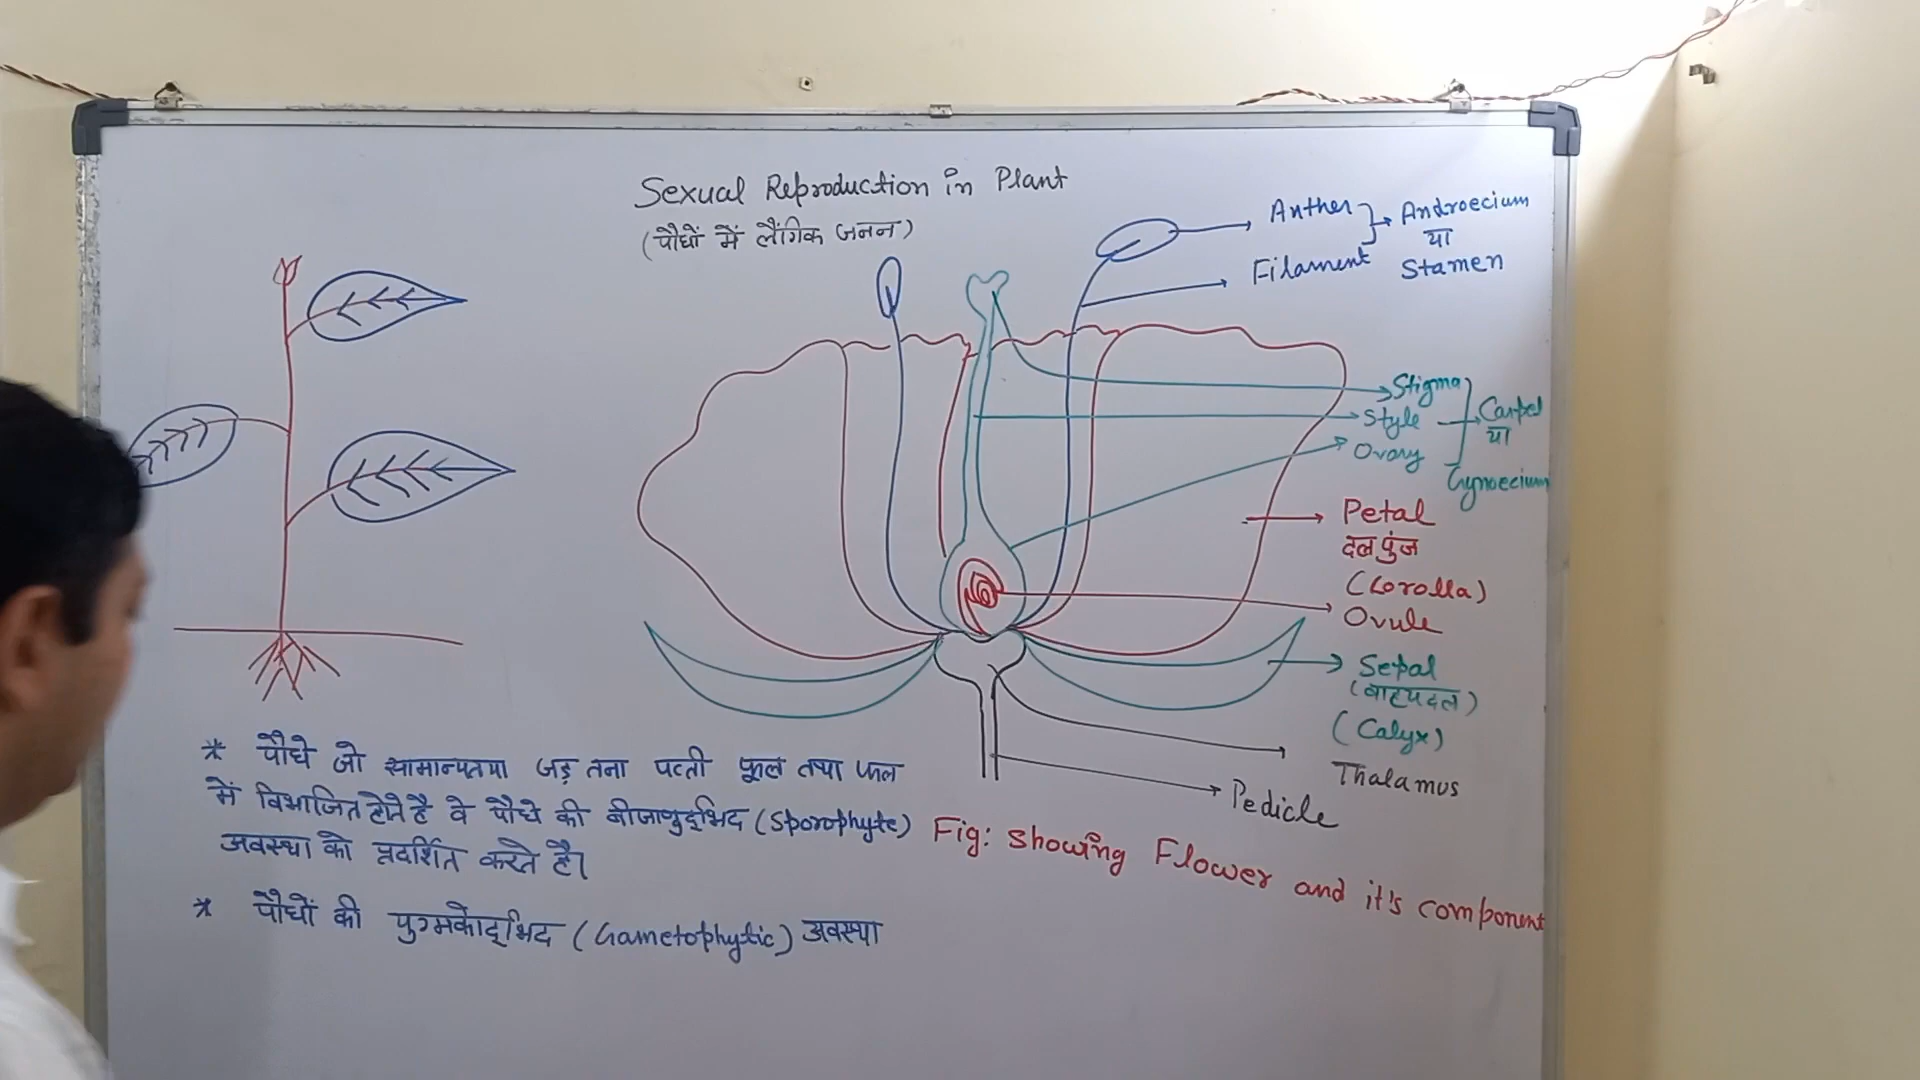 Sexual Reproduction in Plant
(पौधों में लैंगिक जनन)
Anther
Filament
Androecium
या
Stamen
Stigma
Style
Ovary
Carpel
या
Gynoecium
Petal
दलपुंज
(Corolla)
Ovule
Sepal
(बाह्यदल)
(Calyx)
Thalamus
Pedicle
Fig: Showing Flower and it's component
* पौधे जो सामान्यतया जड़ तना पत्ती फूल तथा फल
में विभाजित होते है वे पौधे की बीजाणुद्भिद (Sporophyte)
अवस्था को प्रदर्शित करते है।
* पौधों की युग्मकोद्भिद (Gametophytic) अवस्था